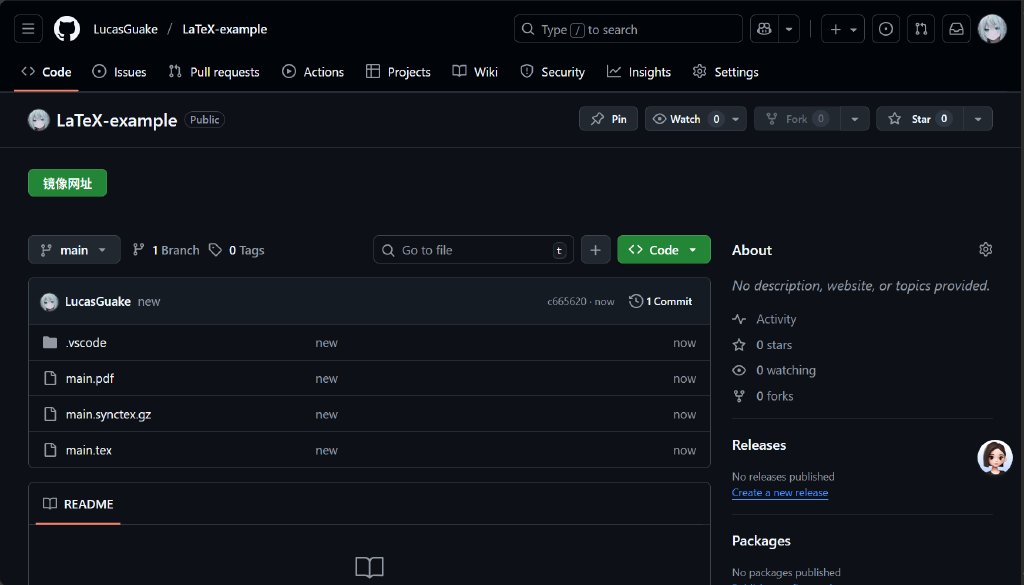 LucasGuake / LaTeX-example
Type / to search
Code Issues Pull requests Actions Projects Wiki Security Insights Settings
LaTeX-example Public
Pin Watch 0 Fork 0 Star 0
镜像网址
main 1 Branch 0 Tags
Go to file t + Code
LucasGuake new c665620 · now 1 Commit
.vscode new now
main.pdf new now
main.synctex.gz new now
main.tex new now
README
About
No description, website, or topics provided.
Activity
0 stars
0 watching
0 forks
Releases
No releases published
Create a new release
Packages
No packages published